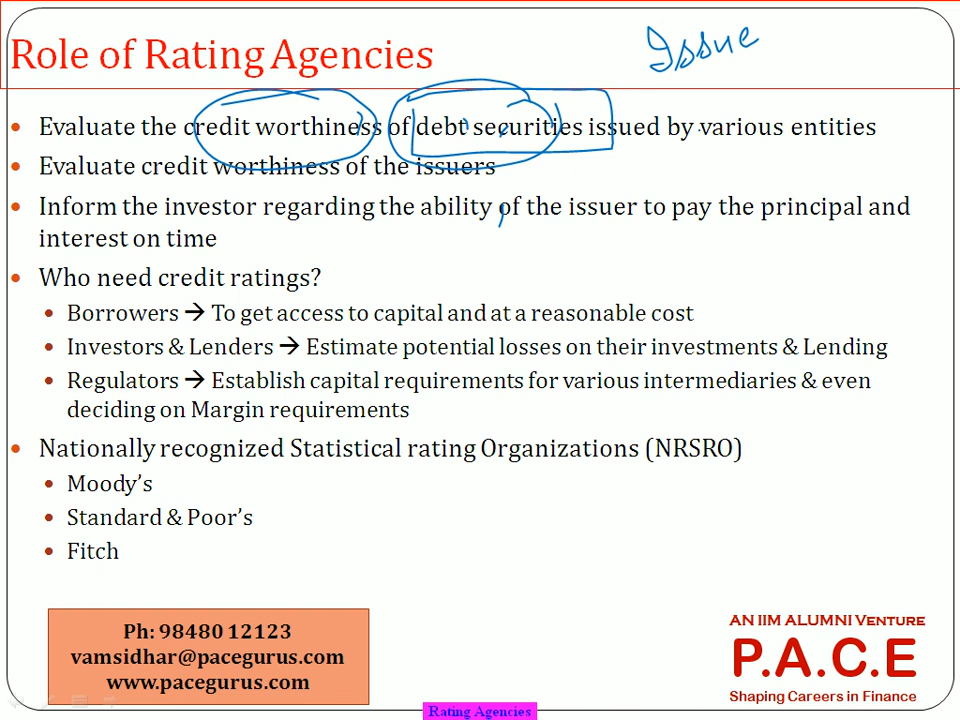 Role of Rating Agencies
Issue
• Evaluate the credit worthiness of debt securities issued by various entities
• Evaluate credit worthiness of the issuers
• Inform the investor regarding the ability of the issuer to pay the principal and
interest on time
• Who need credit ratings?
• Borrowers → To get access to capital and at a reasonable cost
• Investors & Lenders → Estimate potential losses on their investments & Lending
• Regulators → Establish capital requirements for various intermediaries & even
deciding on Margin requirements
• Nationally recognized Statistical rating Organizations (NRSRO)
• Moody's
• Standard & Poor's
• Fitch
Ph: 98480 12123
vamsidhar@pacegurus.com
www.pacegurus.com
AN IIM ALUMNI VENTURE
P.A.C.E
Shaping Careers in Finance
Rating Agencies